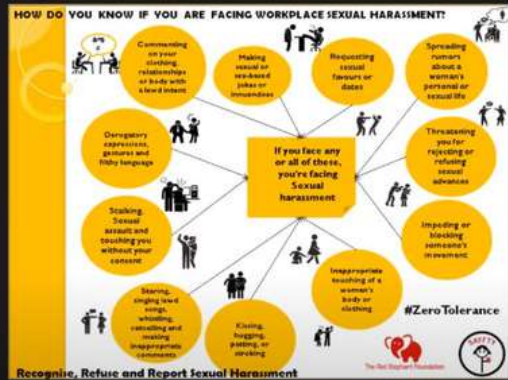 HOW DO YOU KNOW IF YOU ARE FACING WORKPLACE SEXUAL HARASSMENT?
Commenting
on your
clothing,
relationships
or body with
a lewd intent
Making
sexual or
sex-based
jokes or
innuendoes
Requesting
sexual
favours or
dates
Spreading
rumors
about a
woman's
personal or
sexual life
Derogatory
expressions,
gestures and
filthy language
If you face any
or all of these,
you're facing
Sexual
harassment
Threatening
you for
rejecting or
refusing
sexual
advances
Stalking,
Sexual
assault and
touching you
without your
consent
Impeding or
blocking
someone's
movement
Staring,
singing lewd
songs,
whistling,
catcalling and
making
inappropriate
comments
Kissing,
hugging,
patting, or
stroking
Inappropriate
touching of a
woman's
body or
clothing
#ZeroTolerance
The Red Elephant Foundation
SAFFTY
Recognise, Refuse and Report Sexual Harassment